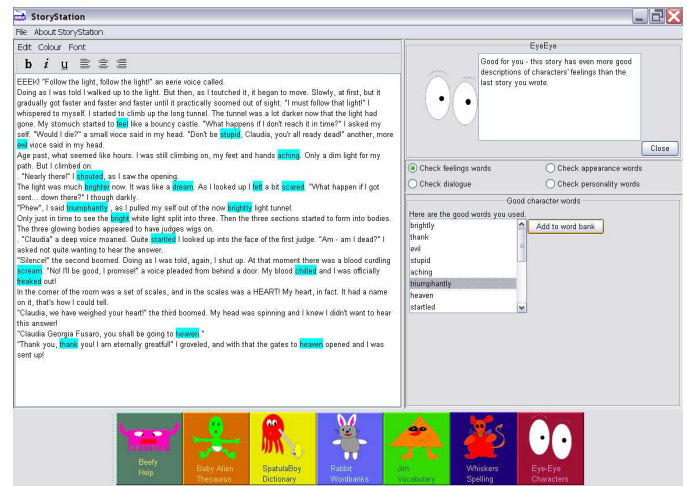 StoryStation
File About StoryStation
Edit Colour Font
b i u
EEEK! "Follow the light, follow the light!" an eerie voice called.
Doing as I was told I walked up to the light. But then, as I toutched it, it began to move. Slowly, at first, but it
gradually got faster and faster and faster until it practically soomed out of sight. "I must follow that light!" I
whispered to myself. I started to climb up the long tunnel. The tunnel was a lot darker now that the light had
gone. My stomuch started to feel like a bouncy castle. "What happens if I don't reach it in time?" I asked my
self. "Would I die?" a small vioce said in my head. "Don't be stupid, Claudia, you'r all ready dead!" another, more
evil vioce said in my head.
Age past, what seemed like hours. I was still climbing on, my feet and hands aching. Only a dim light for my
path. But I climbed on.
. "Nearly there!" I shouted, as I saw the opening.
The light was much brighter now. It was like a dream. As I looked up I felt a bit scared. "What happen if I got
sent... down there?" I though darkly.
"Phew", I said triumphantly , as I pulled my self out of the now brightly light tunnel.
Only just in time to see the bright white light split into three. Then the three sections started to form into bodies.
The three glowing bodies appeared to have judges wigs on.
. "Claudia" a deep voice moaned. Quite startled I looked up into the face of the first judge. "Am - am I dead?" I
asked not quite wanting to hear the answer.
"Silence!" the second boomed. Doing as I was told, again, I shut up. At that moment there was a blood curdling
scream. "No! I'll be good, I promise!" a voice pleaded from behind a door. My blood chilled and I was officially
freaked out!
In the corner of the room was a set of scales, and in the scales was a HEART! My heart, in fact. It had a name
on it, that's how I could tell.
"Claudia, we have weighed your heart!" the third boomed. My head was spinning and I knew I didn't want to hear
this answer!
"Claudia Georgia Fusaro, you shall be going to heaven."
"Thank you, thank you! I am eternally greatful!" I groveled, and with that the gates to heaven opened and I was
sent up!
EyeEye
Good for you - this story has even more good
descriptions of characters' feelings than the
last story you wrote.
Close
Check feelings words
Check appearance words
Check dialogue
Check personality words
Good character words
Here are the good words you used.
brightly
thank
evil
stupid
aching
triumphantly
heaven
startled
Add to word bank
Beefy
Help
Baby Alien
Thesaurus
SpatulaBoy
Dictionary
Rabbit
Wordbanks
Jim
Vocabulary
Whiskers
Spelling
Eye-Eye
Characters